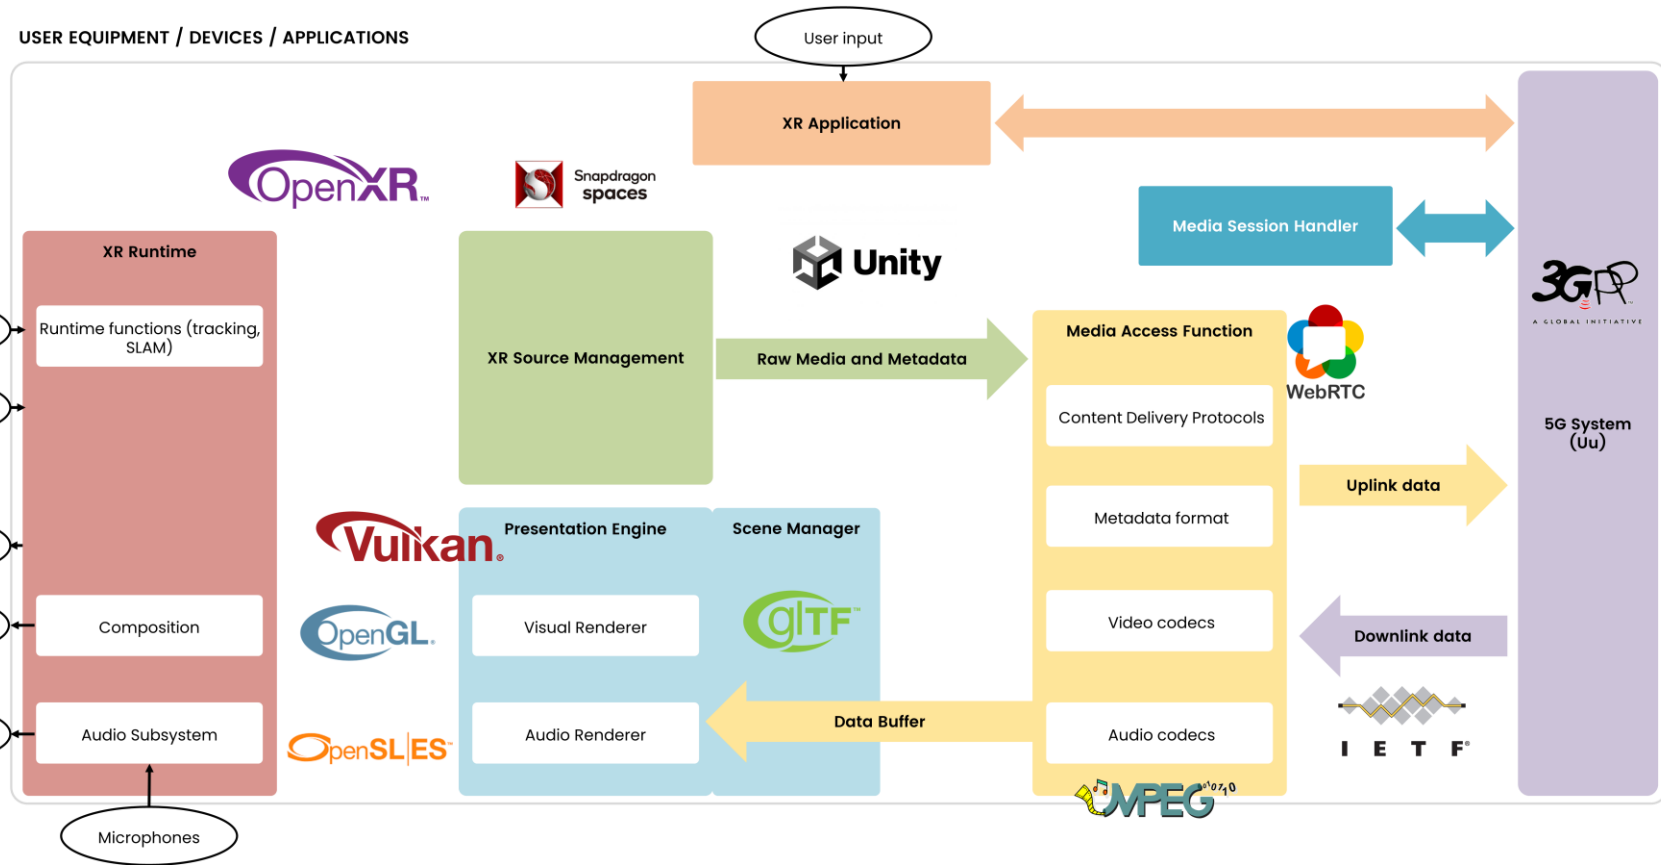 USER EQUIPMENT / DEVICES / APPLICATIONS
User input
XR Application
OpenXR™
Snapdragon
spaces
Media Session Handler
XR Runtime
Unity
3GPP
A GLOBAL INITIATIVE
Runtime functions (tracking,
SLAM)
XR Source Management
Raw Media and Metadata
Media Access Function
WebRTC
Content Delivery Protocols
5G System
(Uu)
Uplink data
Vulkan®
Presentation Engine
Scene Manager
Metadata format
Composition
OpenGL®
Visual Renderer
glTF™
Video codecs
Downlink data
Audio Subsystem
OpenSL|ES™
Audio Renderer
Data Buffer
Audio codecs
I E T F®
MPEG
Microphones